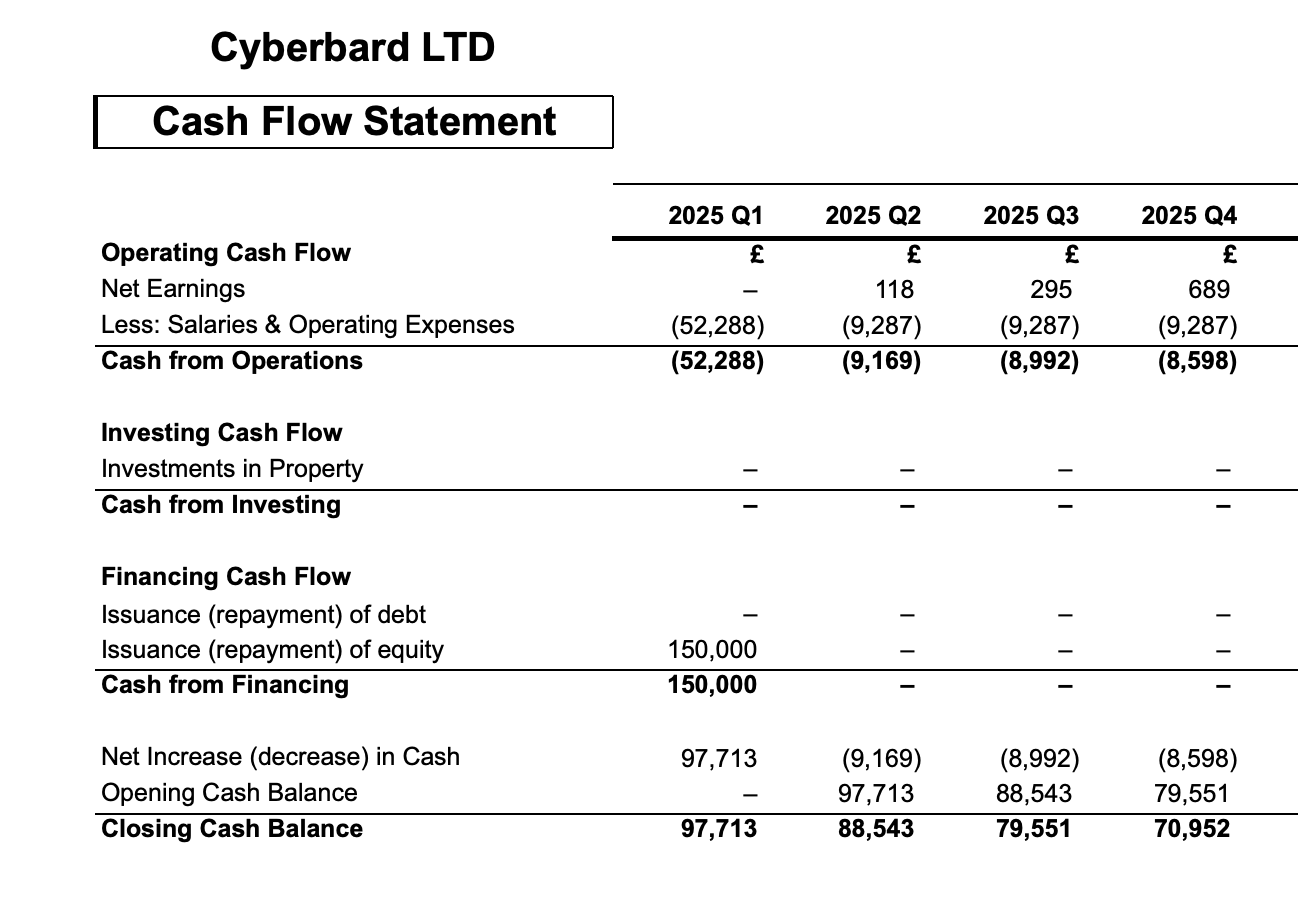 Cyberbard LTD
Cash Flow Statement
2025 Q1 2025 Q2 2025 Q3 2025 Q4
Operating Cash Flow £ £ £ £
Net Earnings – 118 295 689
Less: Salaries & Operating Expenses (52,288) (9,287) (9,287) (9,287)
Cash from Operations (52,288) (9,169) (8,992) (8,598)
Investing Cash Flow
Investments in Property – – – –
Cash from Investing – – – –
Financing Cash Flow
Issuance (repayment) of debt – – – –
Issuance (repayment) of equity 150,000 – – –
Cash from Financing 150,000 – – –
Net Increase (decrease) in Cash 97,713 (9,169) (8,992) (8,598)
Opening Cash Balance – 97,713 88,543 79,551
Closing Cash Balance 97,713 88,543 79,551 70,952